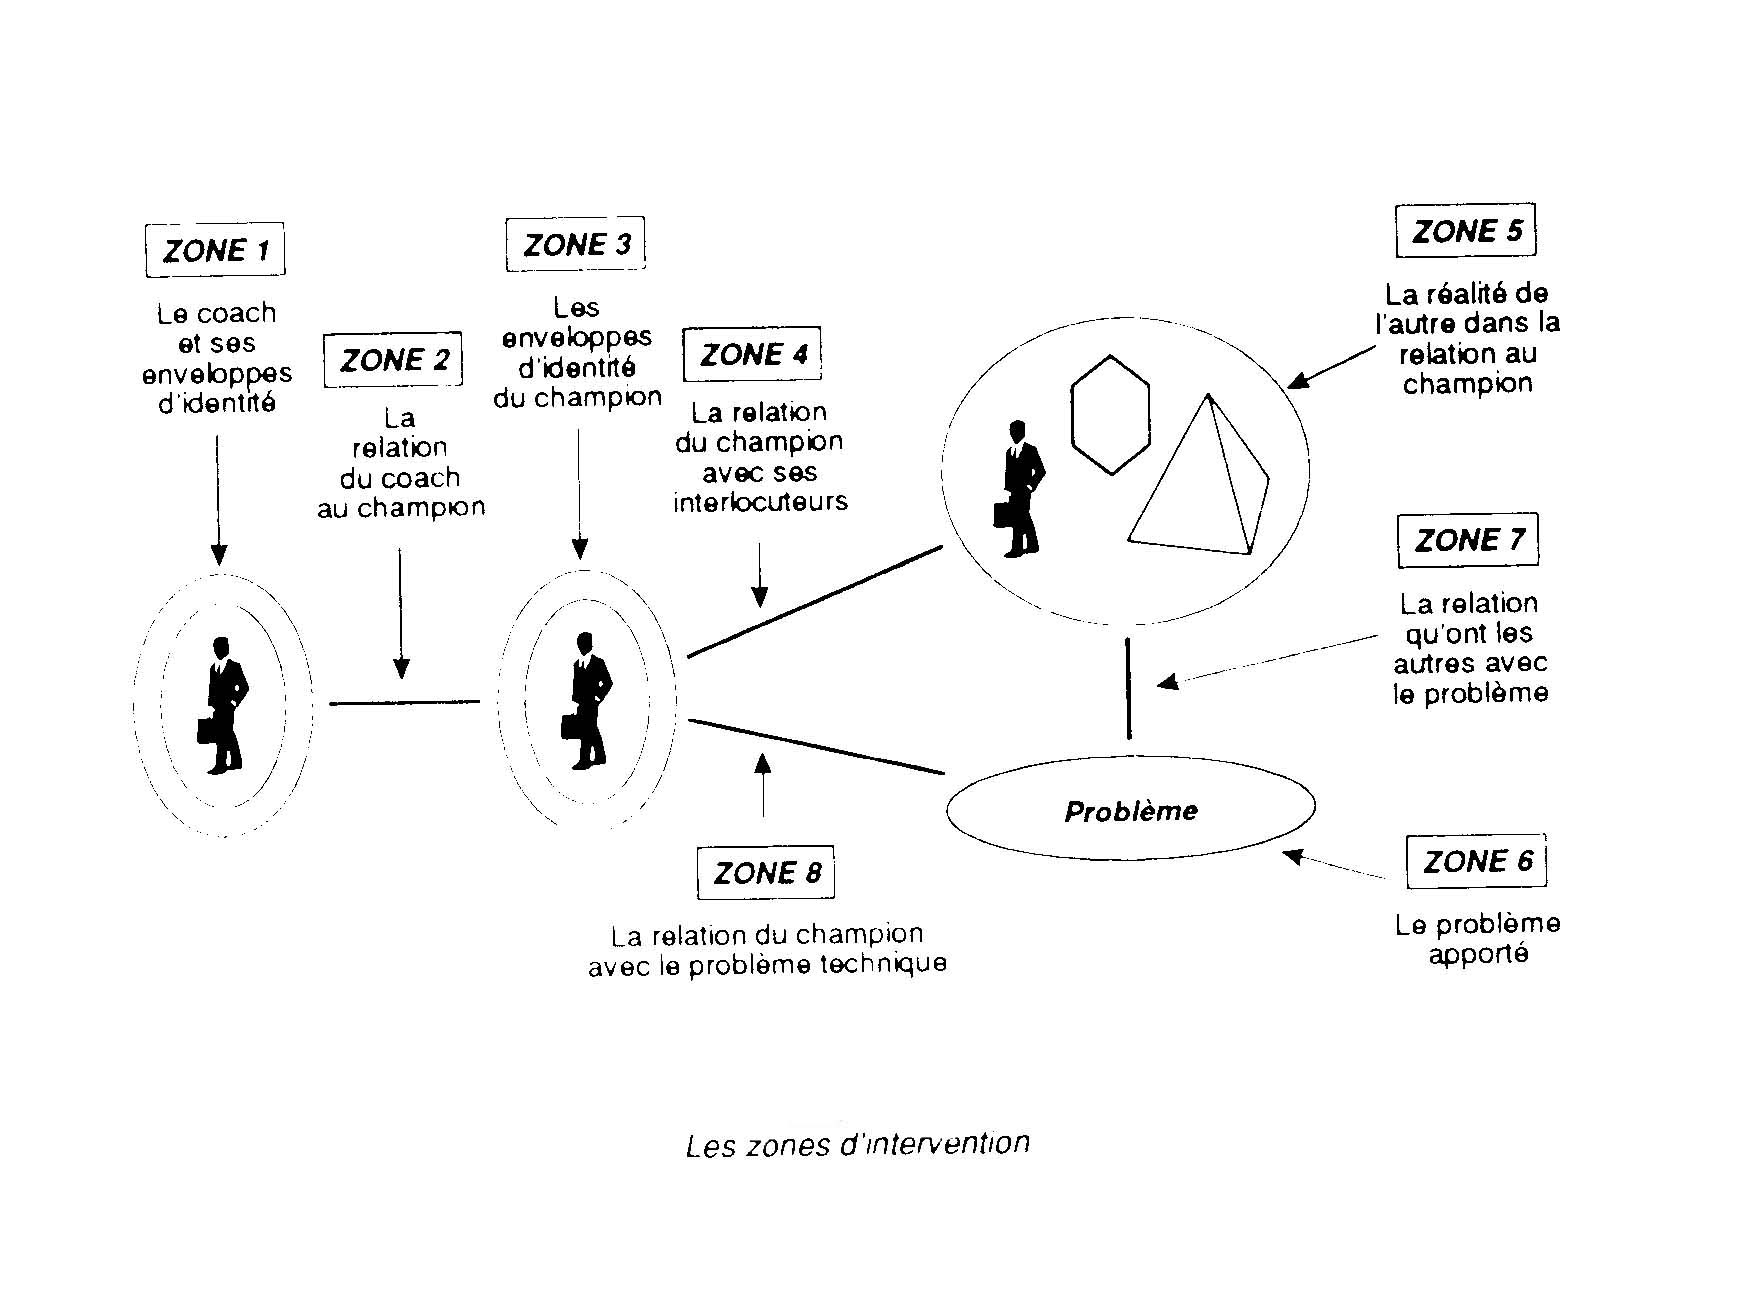 ZONE 1
Le coach
et ses
enveloppes
d'identité
ZONE 2
La
relation
du coach
au champion
ZONE 3
Les
enveloppes
d'identité
du champion
ZONE 4
La relation
du champion
avec ses
interlocuteurs
ZONE 5
La réalité de
l'autre dans la
relation au
champion
ZONE 7
La relation
qu'ont les
autres avec
le problème
Problème
ZONE 6
Le problème
apporté
ZONE 8
La relation du champion
avec le problème technique
Les zones d'intervention